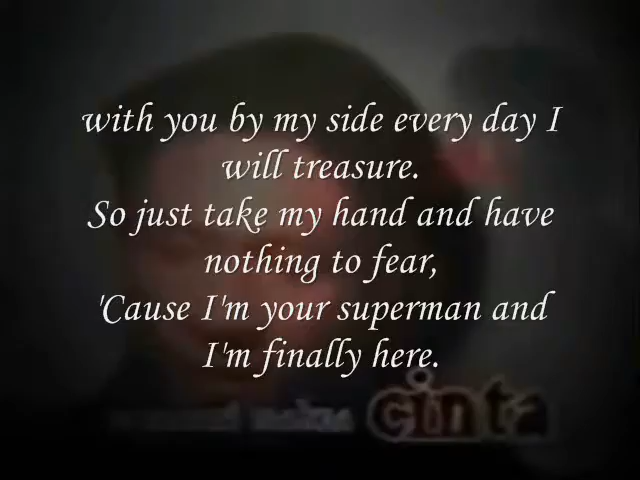 with you by my side every day I
will treasure.
So just take my hand and have
nothing to fear,
'Cause I'm your superman and
I'm finally here.
cinta